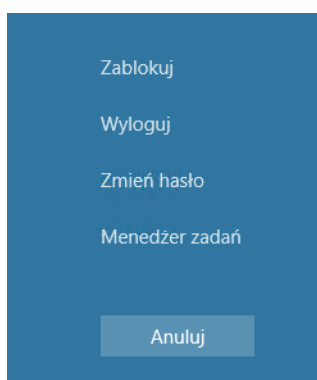 Zablokuj
Wyloguj
Zmień hasło
Menedżer zadań
Anuluj